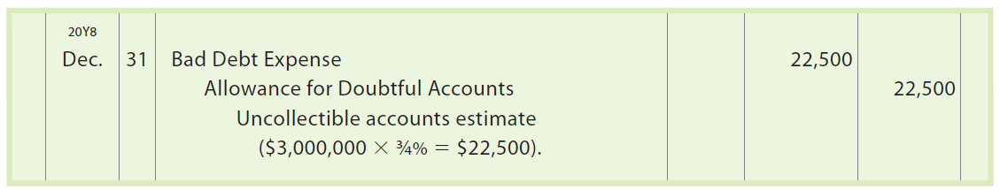 20Y8
Dec. 31 Bad Debt Expense 22,500
Allowance for Doubtful Accounts 22,500
Uncollectible accounts estimate
($3,000,000 × ¾% = $22,500).